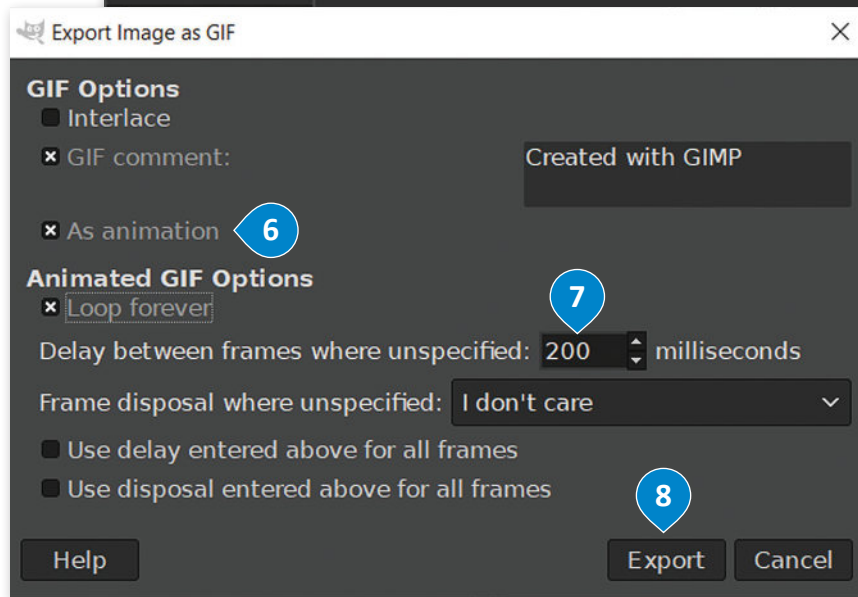 Export Image as GIF
GIF Options
Interlace
GIF comment:
Created with GIMP
As animation
6
Animated GIF Options
Loop forever
7
Delay between frames where unspecified: 200 milliseconds
Frame disposal where unspecified: I don't care
Use delay entered above for all frames
Use disposal entered above for all frames
8
Help
Export
Cancel